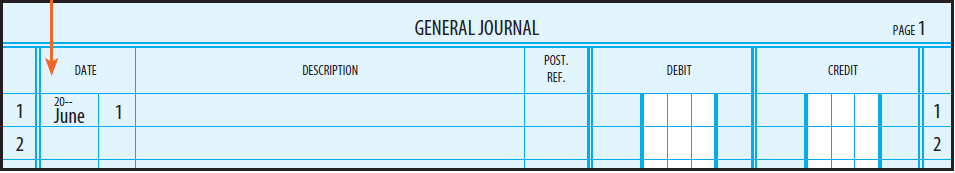 GENERAL JOURNAL PAGE 1
DATE DESCRIPTION POST. REF. DEBIT CREDIT
1 20-- June 1 1
2 2